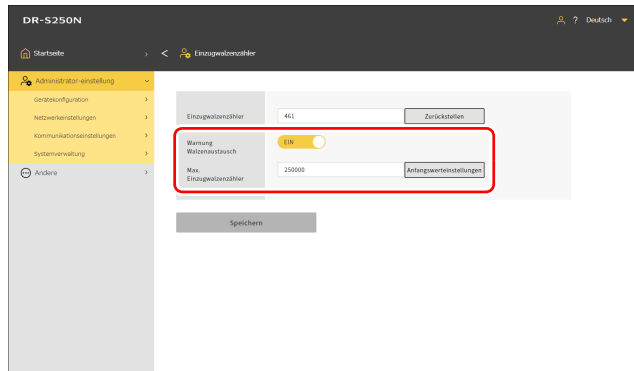 DR-S250N
? Deutsch
Startseite
Einzugwalzenzähler
Administrator-einstellung
Gerätekonfiguration
Netzwerkeinstellungen
Kommunikationseinstellungen
Systemverwaltung
Andere
Einzugwalzenzähler 461 Zurückstellen
Warnung
Walzenaustausch
EIN
Max.
Einzugwalzenzähler
250000 Anfangswerteinstellungen
Speichern